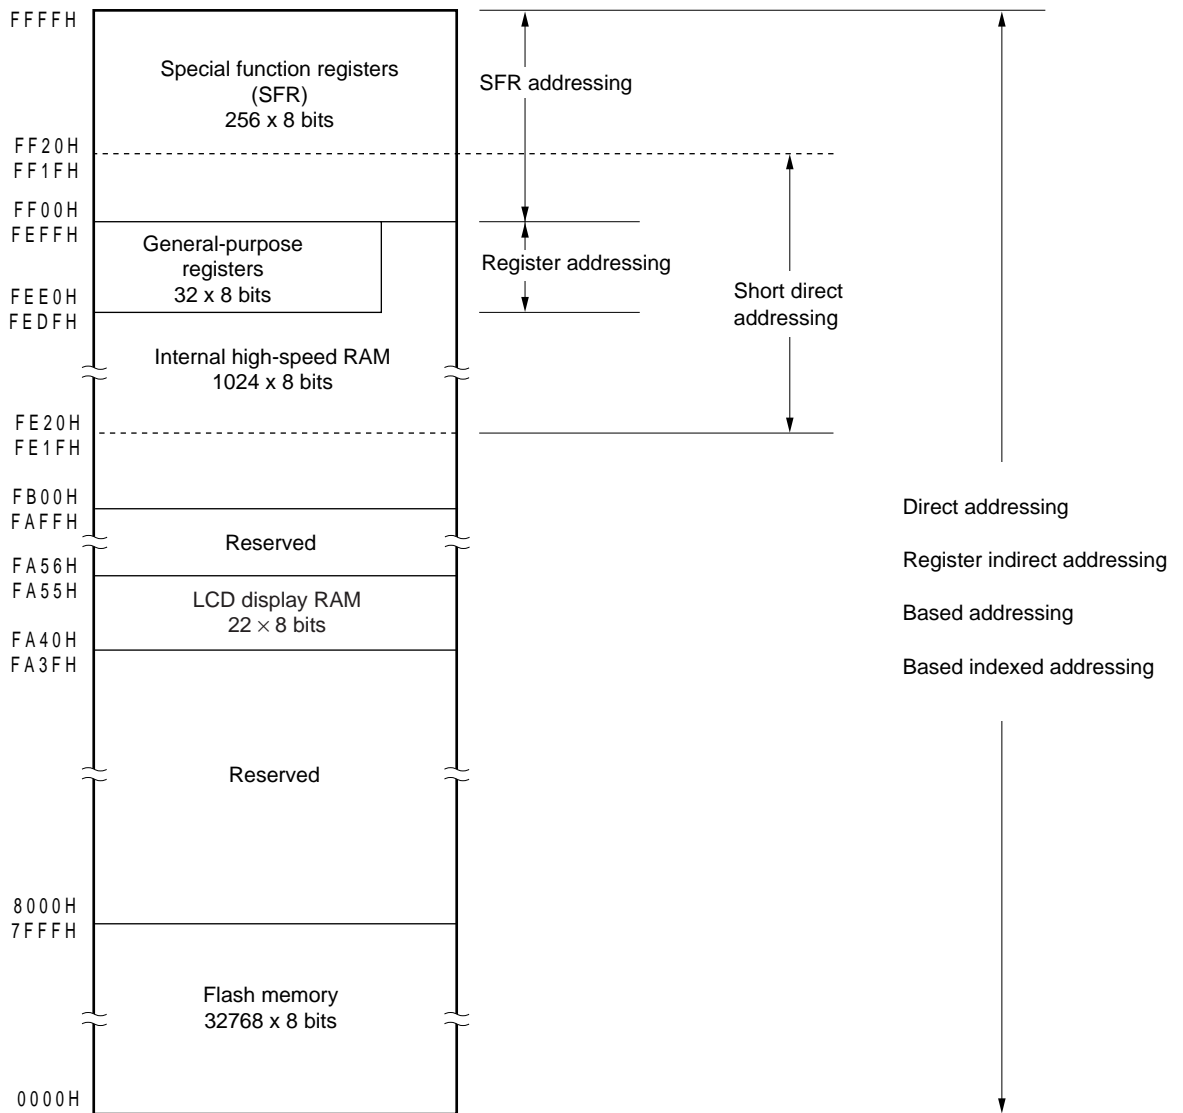 FFFFH
Special function registers
(SFR)
256 x 8 bits
SFR addressing
FF20H
FF1FH
FF00H
FEFFH
General-purpose
registers
32 x 8 bits
Register addressing
Short direct
addressing
FEE0H
FEDFH
Internal high-speed RAM
1024 x 8 bits
FE20H
FE1FH
FB00H
FAFFH
Direct addressing
Reserved
Register indirect addressing
FA56H
FA55H
LCD display RAM
22 × 8 bits
Based addressing
FA40H
FA3FH
Based indexed addressing
Reserved
8000H
7FFFH
Flash memory
32768 x 8 bits
0000H